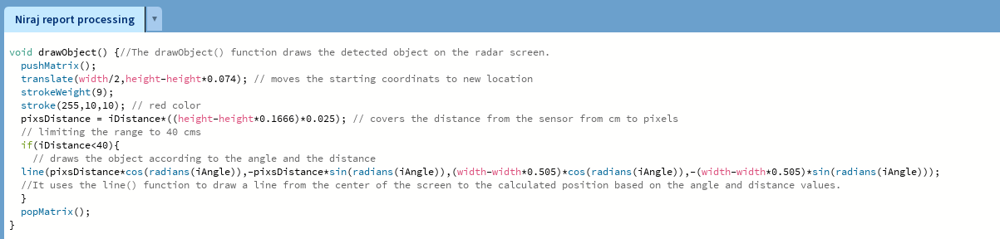 Niraj report processing ▼
void drawObject() {//The drawObject() function draws the detected object on the radar screen.
  pushMatrix();
  translate(width/2,height-height*0.074); // moves the starting coordinats to new location
  strokeWeight(9);
  stroke(255,10,10); // red color
  pixsDistance = iDistance*((height-height*0.1666)*0.025); // covers the distance from the sensor from cm to pixels
  // limiting the range to 40 cms
  if(iDistance<40){
    // draws the object according to the angle and the distance
  line(pixsDistance*cos(radians(iAngle)),-pixsDistance*sin(radians(iAngle)),(width-width*0.505)*cos(radians(iAngle)),-(width-width*0.505)*sin(radians(iAngle)));
  //It uses the line() function to draw a line from the center of the screen to the calculated position based on the angle and distance values.
  }
  popMatrix();
}